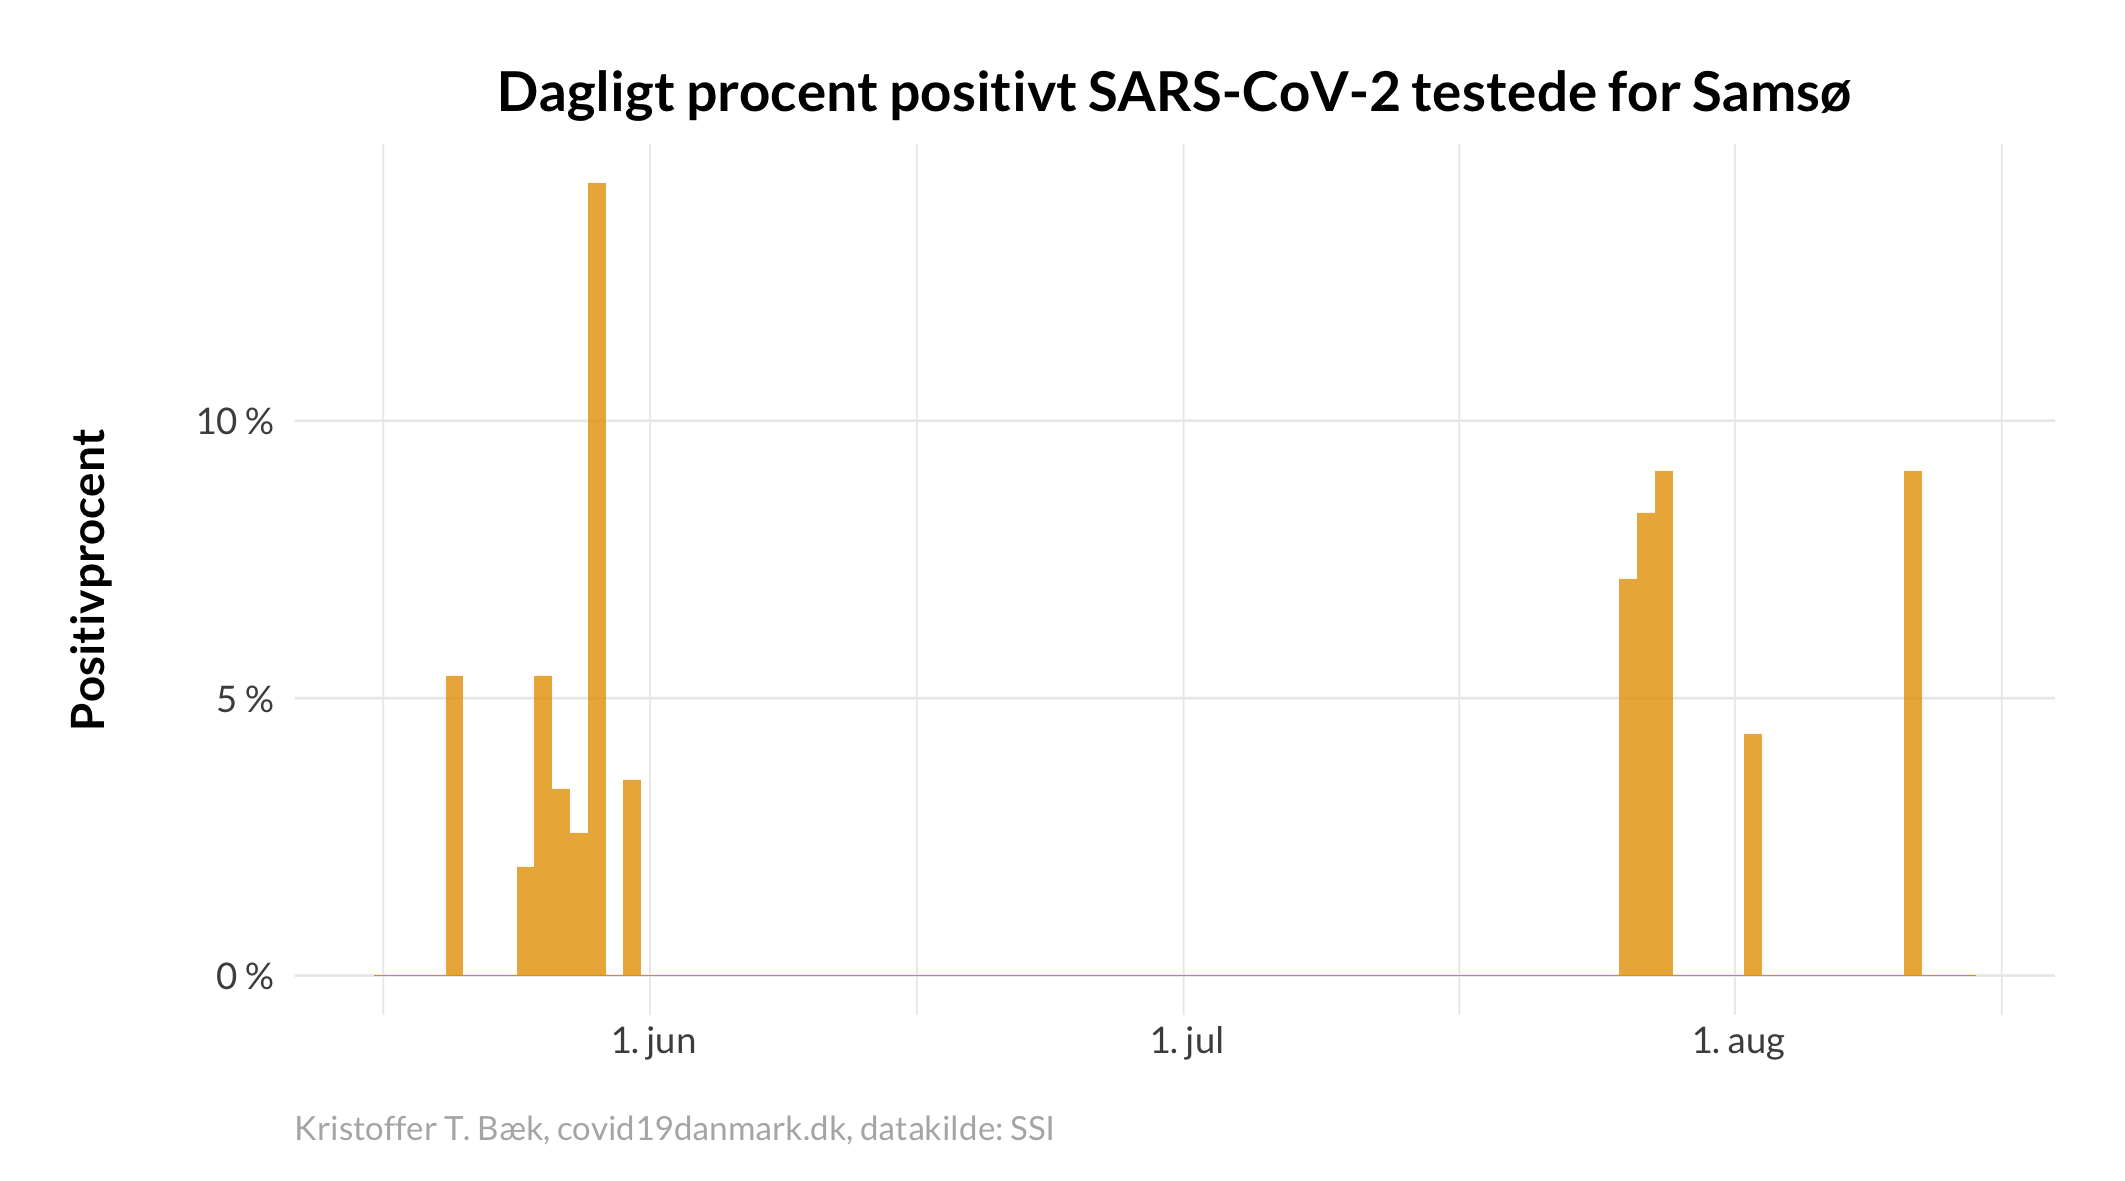 Dagligt procent positivt SARS-CoV-2 testede for Samsø
Positivprocent
10 %
5 %
0 %
1. jun
1. jul
1. aug
Kristoffer T. Bæk, covid19danmark.dk, datakilde: SSI